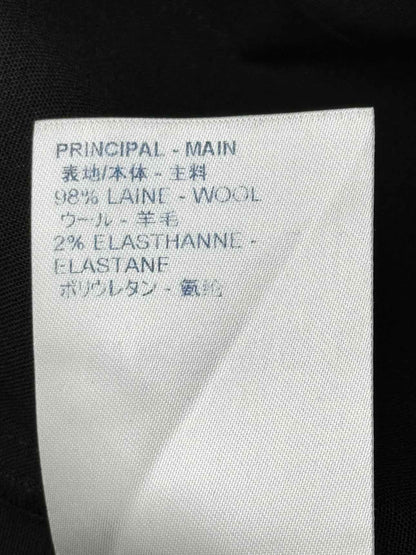 PRINCIPAL - MAIN
表地/本体 - 主料
98% LAINE - WOOL
ウール - 羊毛
2% ELASTHANNE -
ELASTANE
ポリウレタン - 氨纶